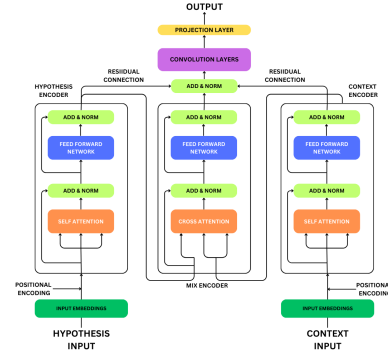 OUTPUT
PROJECTION LAYER
CONVOLUTION LAYERS
RESIIDUAL
CONNECTION
RESIIDUAL
CONNECTION
ADD & NORM
HYPOTHESIS
ENCODER
CONTEXT
ENCODER
ADD & NORM
FEED FORWARD
NETWORK
ADD & NORM
SELF ATTENTION
ADD & NORM
FEED FORWARD
NETWORK
ADD & NORM
CROSS ATTENTION
ADD & NORM
FEED FORWARD
NETWORK
ADD & NORM
SELF ATTENTION
MIX ENCODER
POSITIONAL
ENCODING
POSITIONAL
ENCODING
INPUT EMBEDDINGS
INPUT EMBEDDINGS
HYPOTHESIS
INPUT
CONTEXT
INPUT